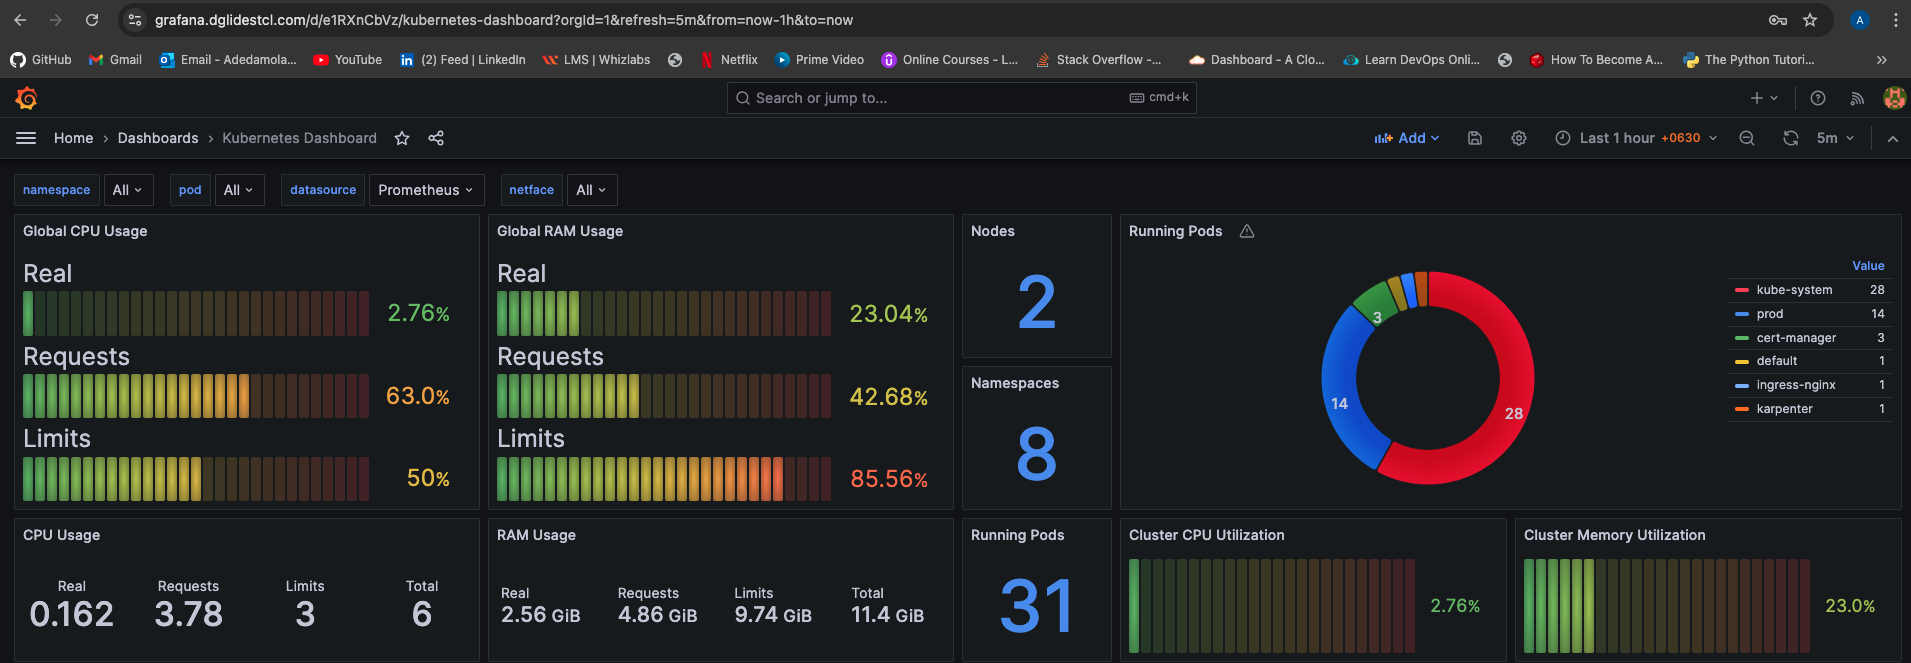 grafana.dglidestcl.com/d/e1RXnCbVz/kubernetes-dashboard?orgId=1&refresh=5m&from=now-1h&to=now
A
GitHub
Gmail
Email - Adedamola...
YouTube
(2) Feed | LinkedIn
LMS | Whizlabs
Netflix
Prime Video
Online Courses - L...
Stack Overflow -...
Dashboard - A Clo...
Learn DevOps Onli...
How To Become A...
The Python Tutori...
»
Search or jump to...
cmd+k
Home › Dashboards › Kubernetes Dashboard
Add
Last 1 hour +0630
5m
namespace All
pod All
datasource Prometheus
netface All
Global CPU Usage
Real
2.76%
Requests
63.0%
Limits
50%
Global RAM Usage
Real
23.04%
Requests
42.68%
Limits
85.56%
Nodes
2
Namespaces
8
Running Pods
3
14
28
Value
kube-system 28
prod 14
cert-manager 3
default 1
ingress-nginx 1
karpenter 1
CPU Usage
Real Requests Limits Total
0.162 3.78 3 6
RAM Usage
Real Requests Limits Total
2.56 GiB 4.86 GiB 9.74 GiB 11.4 GiB
Running Pods
31
Cluster CPU Utilization
2.76%
Cluster Memory Utilization
23.0%